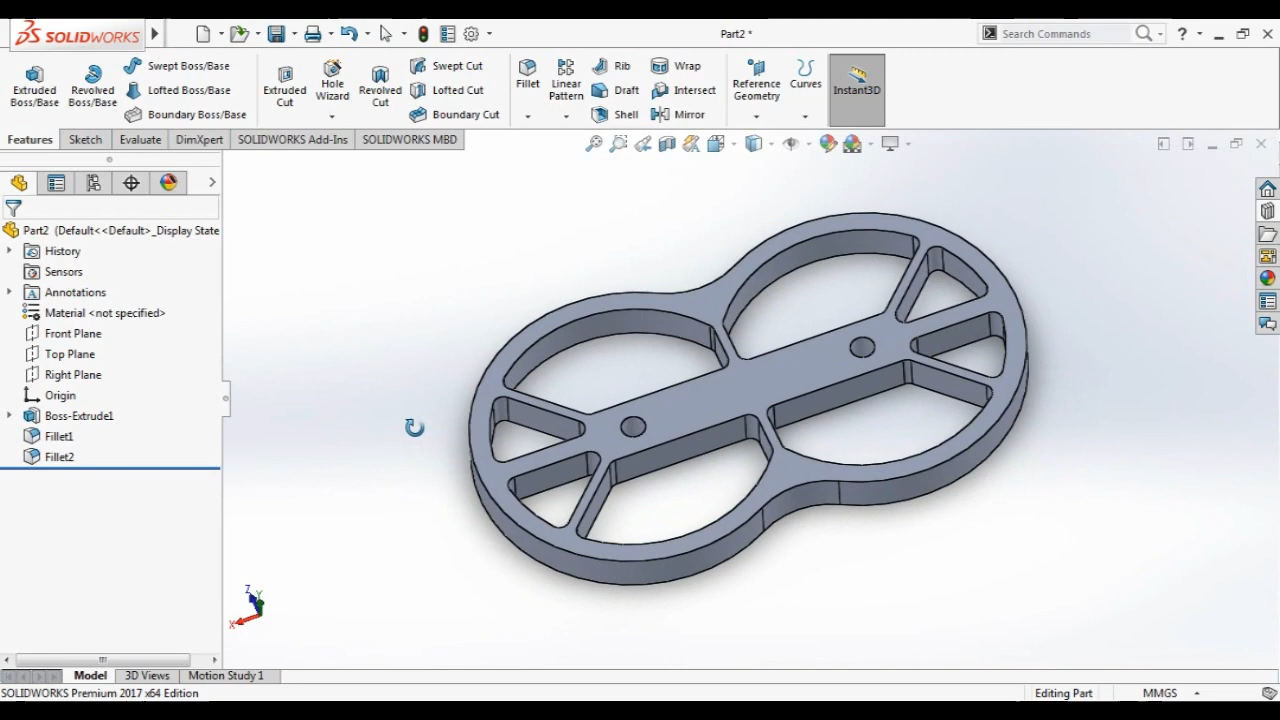 SOLIDWORKS
Part2 *
Search Commands
?
Extruded Boss/Base
Revolved Boss/Base
Swept Boss/Base
Lofted Boss/Base
Boundary Boss/Base
Extruded Cut
Hole Wizard
Revolved Cut
Swept Cut
Lofted Cut
Boundary Cut
Fillet
Linear Pattern
Rib
Draft
Shell
Wrap
Intersect
Mirror
Reference Geometry
Curves
Instant3D
Features Sketch Evaluate DimXpert SOLIDWORKS Add-Ins SOLIDWORKS MBD
Part2 (Default<<Default>_Display State
History
Sensors
Annotations
Material <not specified>
Front Plane
Top Plane
Right Plane
Origin
Boss-Extrude1
Fillet1
Fillet2
Z
Y
X
Model 3D Views Motion Study 1
SOLIDWORKS Premium 2017 x64 Edition
Editing Part
MMGS